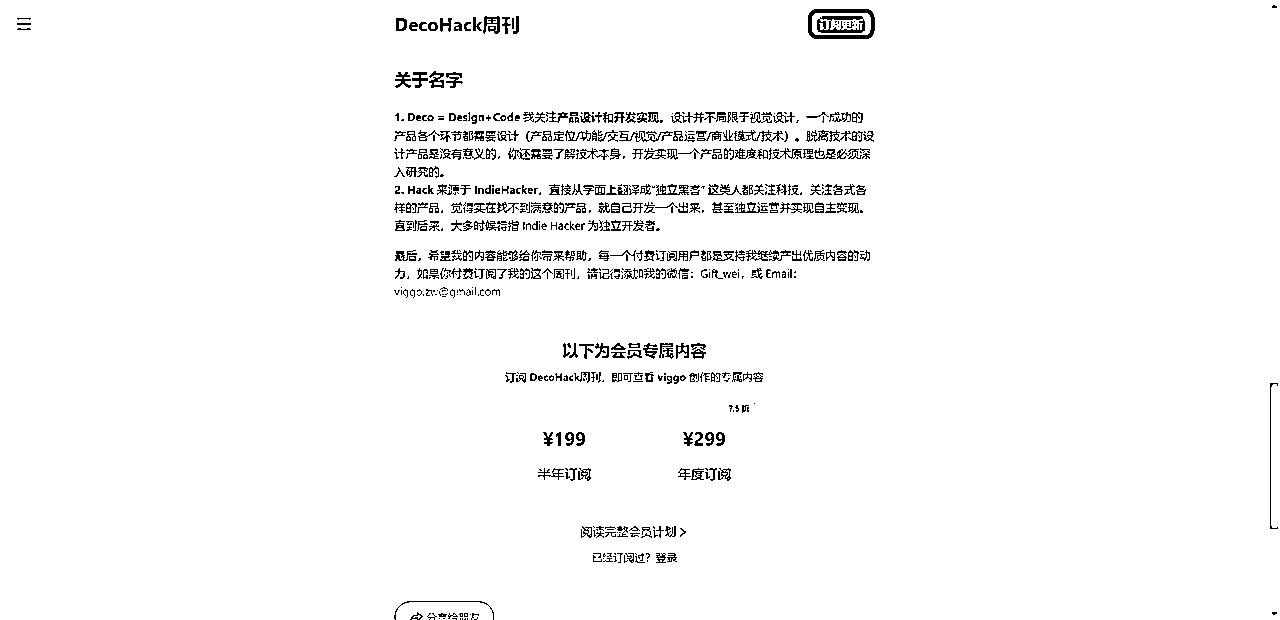 DecoHack周刊
订阅更新
关于名字
1. Deco = Design+Code 我关注产品设计和开发实现。设计并不局限于视觉设计，一个成功的
产品各个环节都需要设计（产品定位/功能/交互/视觉/产品运营/商业模式/技术）。脱离技术的设
计产品是没有意义的，你还需要了解技术本身，开发实现一个产品的难度和技术原理也是必须深
入研究的。
2. Hack 来源于 IndieHacker，直接从字面上翻译成“独立黑客” 这类人都关注科技，关注各式各
样的产品，觉得实在找不到满意的产品，就自己开发一个出来，甚至独立运营并实现自主变现。
直到后来，大多时候将指 Indie Hacker 为独立开发者。
最后，希望我的内容能够给你带来帮助，每一个付费订阅用户都是支持我继续产出优质内容的动
力，如果你付费订阅了我的这个周刊，请记得添加我的微信：Gift_wei，或 Email：
viggo.zw@gmail.com
以下为会员专属内容
订阅 DecoHack周刊，即可查看 viggo 创作的专属内容
7.5 折
¥199 ¥299
半年订阅 年度订阅
阅读完整会员计划 >
已经订阅过？登录
分享给朋友